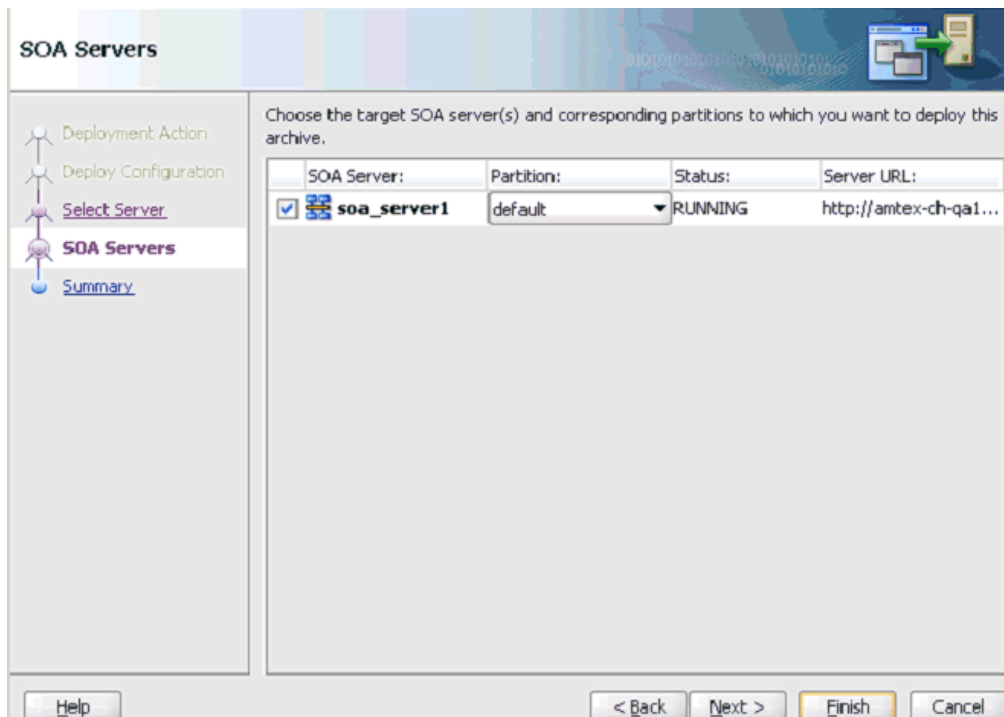 SOA Servers
Choose the target SOA server(s) and corresponding partitions to which you want to deploy this
archive.
Deployment Action
Deploy Configuration
Select Server
SOA Servers
Summary
SOA Server: Partition: Status: Server URL:
soa_server1 default RUNNING http://amtex-ch-qa1...
Help < Back Next > Finish Cancel